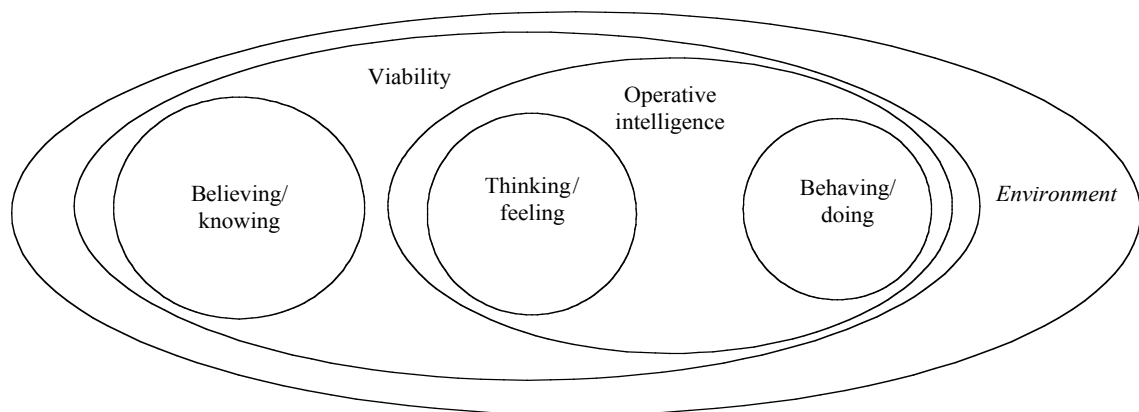 Viability
Operative
intelligence
Believing/
knowing
Thinking/
feeling
Behaving/
doing
Environment